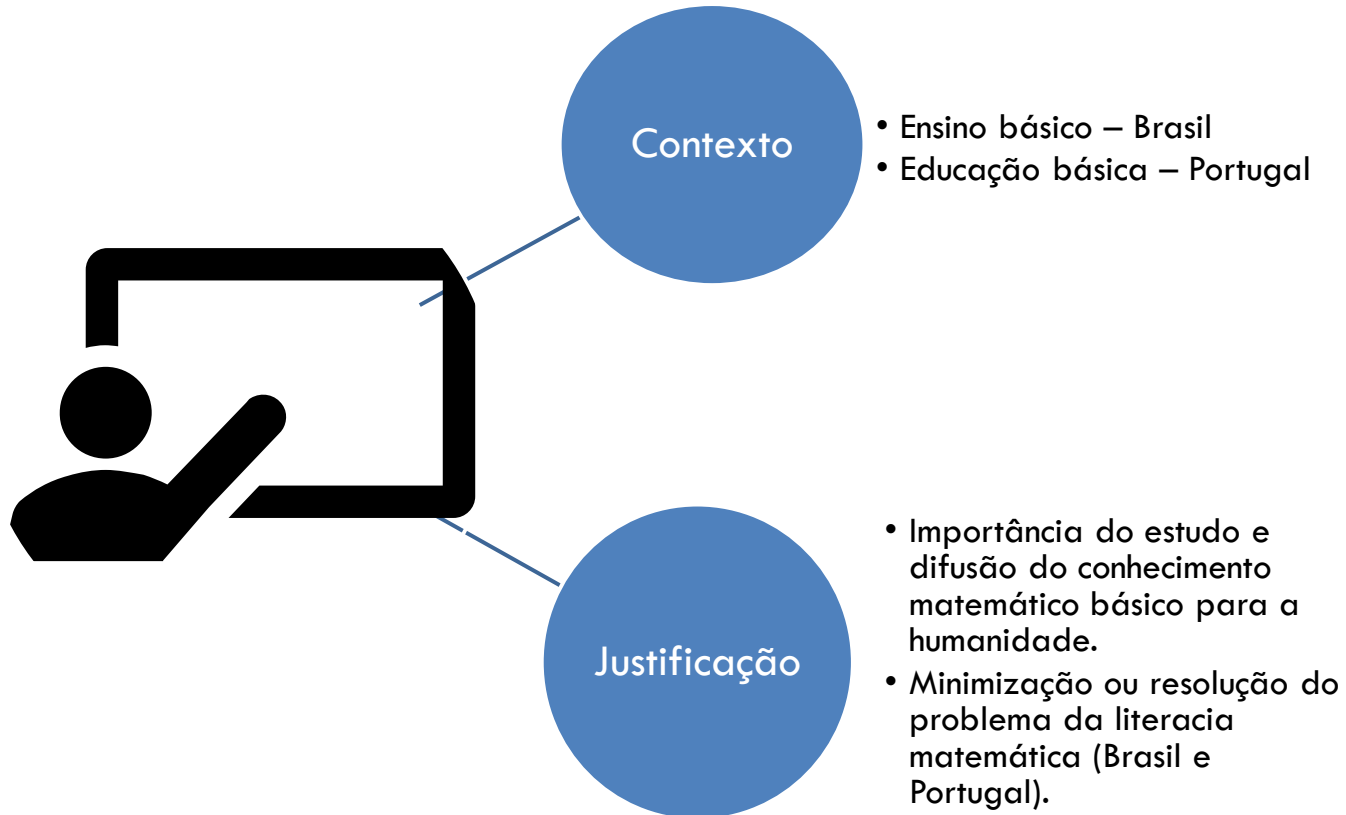 Contexto
• Ensino básico – Brasil
• Educação básica – Portugal
Justificação
• Importância do estudo e
difusão do conhecimento
matemático básico para a
humanidade.
• Minimização ou resolução do
problema da literacia
matemática (Brasil e
Portugal).